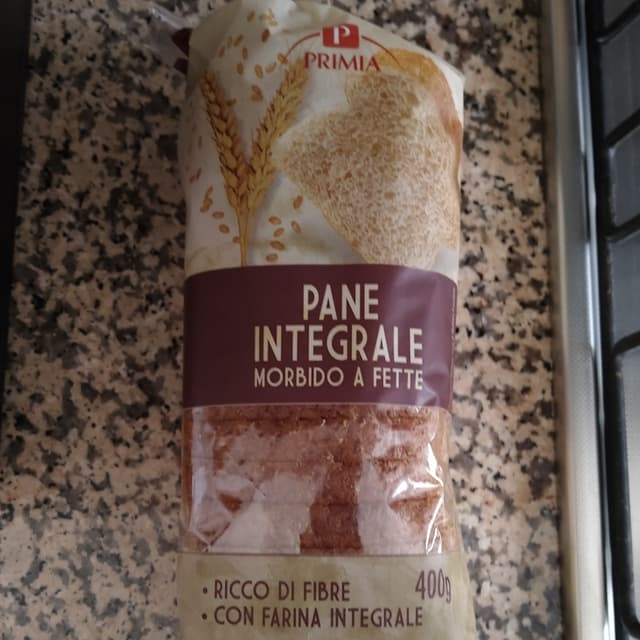 P
PRIMIA
PANE
INTEGRALE
MORBIDO A FETTE
• RICCO DI FIBRE 400g
• CON FARINA INTEGRALE